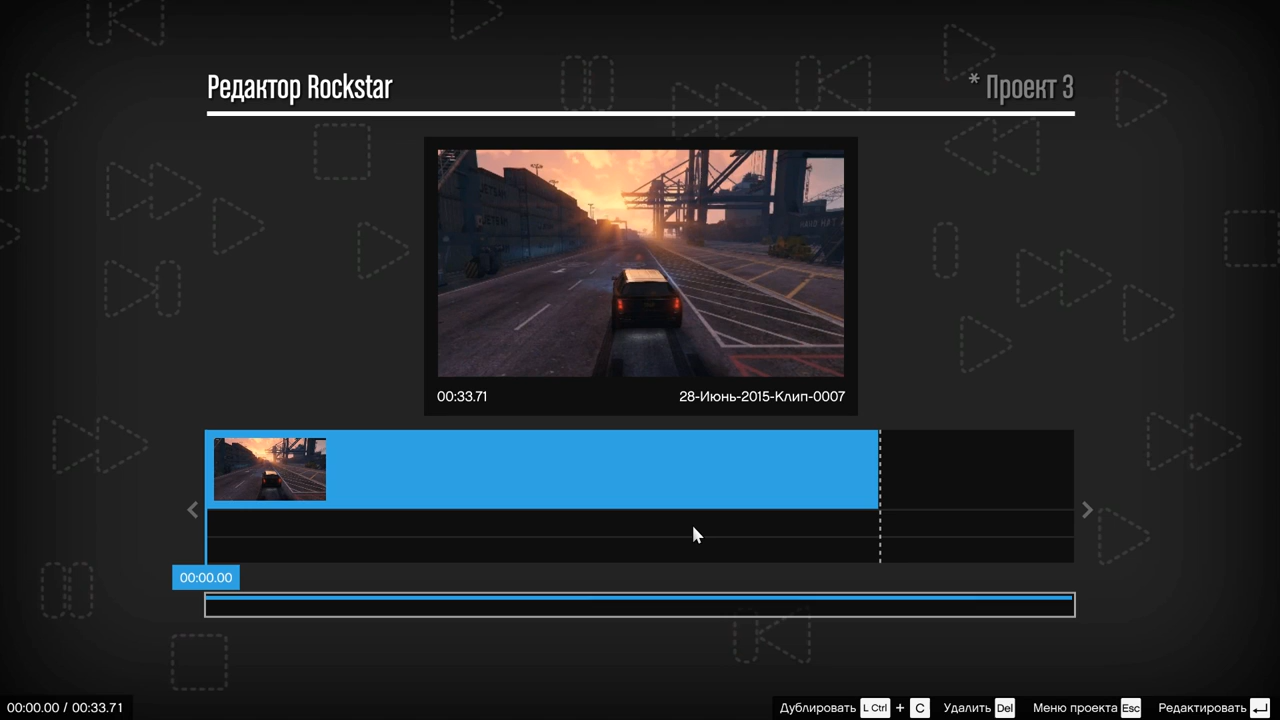 Редактор Rockstar
* Проект 3
00:33.71
28-Июнь-2015-Клип-0007
00:00.00
00:00.00 / 00:33.71
Дублировать L Ctrl + C Удалить Del Меню проекта Esc Редактировать